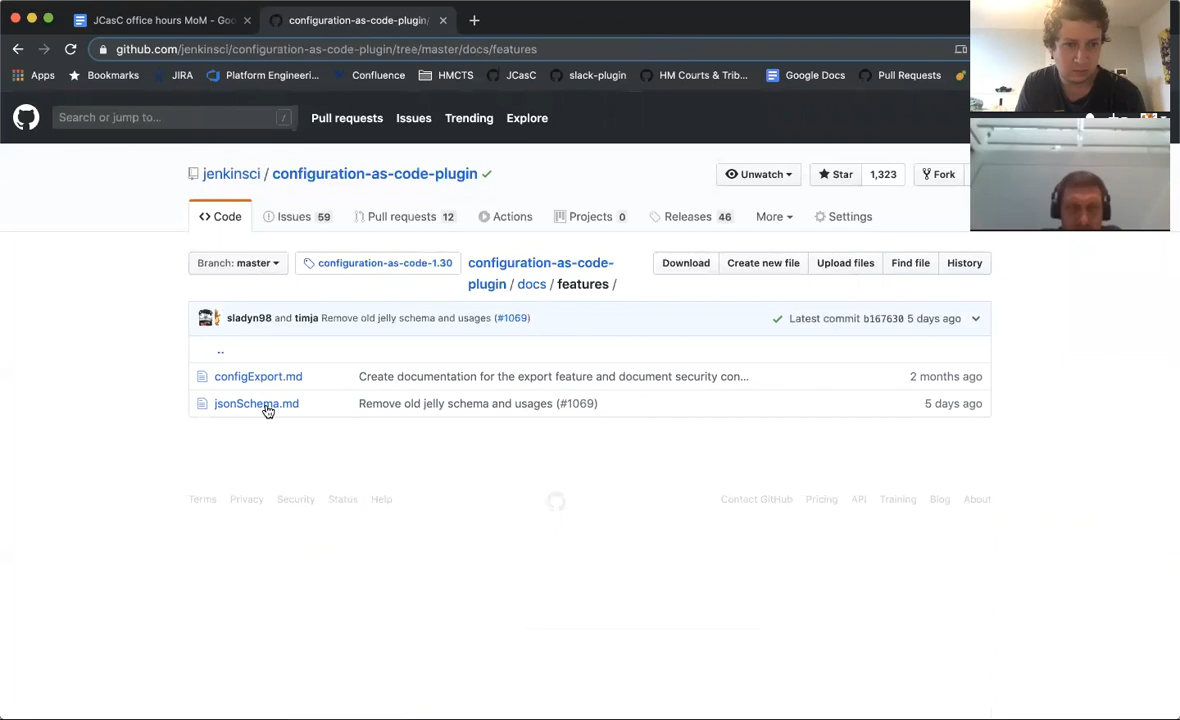 JCasC office hours MoM - Goo
configuration-as-code-plugin/
github.com/jenkinsci/configuration-as-code-plugin/tree/master/docs/features
Apps
Bookmarks
JIRA
Platform Engineeri...
Confluence
HMCTS
JCasC
slack-plugin
HM Courts & Trib...
Google Docs
Pull Requests
Search or jump to...
/
Pull requests
Issues
Trending
Explore
jenkinsci / configuration-as-code-plugin
Unwatch
Star
1,323
Fork
Code
Issues 59
Pull requests 12
Actions
Projects 0
Releases 46
More
Settings
Branch: master
configuration-as-code-1.30
configuration-as-code-
plugin / docs / features /
Download
Create new file
Upload files
Find file
History
sladyn98 and timja Remove old jelly schema and usages (#1069)
Latest commit b167630 5 days ago
..
configExport.md
Create documentation for the export feature and document security con...
2 months ago
jsonSchema.md
Remove old jelly schema and usages (#1069)
5 days ago
Terms
Privacy
Security
Status
Help
Contact GitHub
Pricing
API
Training
Blog
About